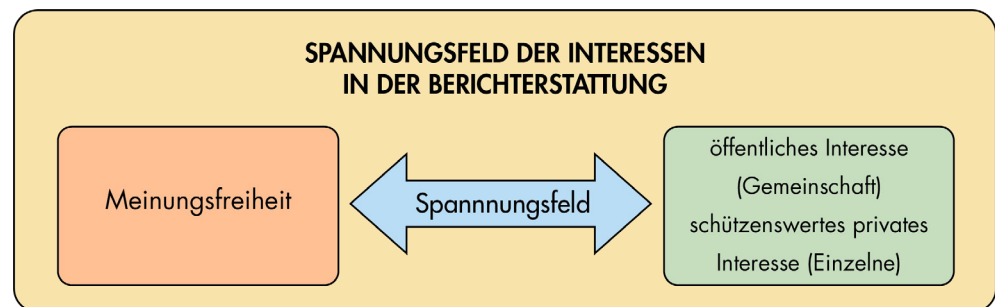 SPANNUNGSFELD DER INTERESSEN
IN DER BERICHTERSTATTUNG
Meinungsfreiheit
Spannnungsfeld
öffentliches Interesse
(Gemeinschaft)
schützenswertes privates
Interesse (Einzelne)